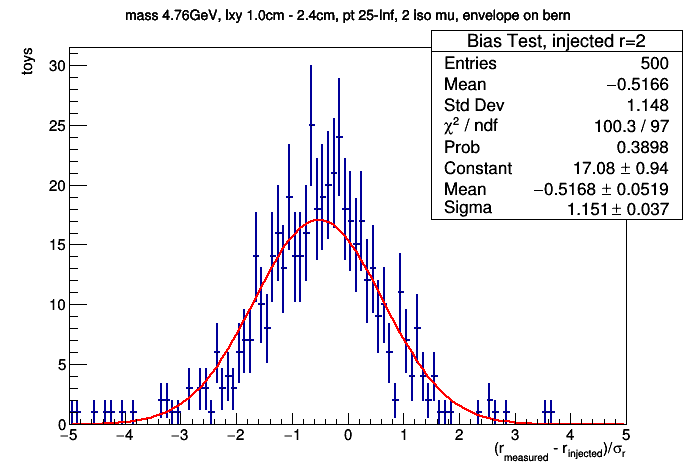 mass 4.76GeV, lxy 1.0cm - 2.4cm, pt 25-Inf, 2 Iso mu, envelope on bern
Bias Test, injected r=2
Entries 500
Mean −0.5166
Std Dev 1.148
χ² / ndf 100.3 / 97
Prob 0.3898
Constant 17.08 ± 0.94
Mean −0.5168 ± 0.0519
Sigma 1.151 ± 0.037
toys
30
25
20
15
10
5
0
−5 −4 −3 −2 −1 0 1 2 3 4 5
(r_measured - r_injected)/σ_r